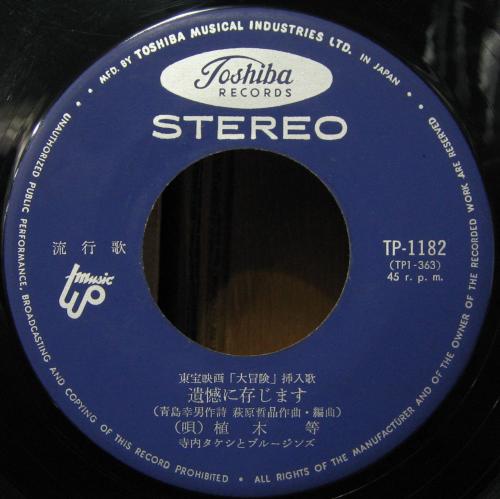 MFD. BY TOSHIBA MUSICAL INDUSTRIES LTD. IN JAPAN
Toshiba
RECORDS
STEREO
流行歌
music
UP
TP-1182
(TP1-363)
45 r. p. m.
東宝映画「大冒険」挿入歌
遺憾に存じます
(青島幸男作詩 萩原哲晶作曲・編曲)
(唄) 植木 等
寺内タケシとブルージンズ
UNAUTHORIZED PUBLIC PERFORMANCE, BROADCASTING AND COPYING OF THIS RECORD PROHIBITED • ALL RIGHTS OF THE MANUFACTURER AND OF THE OWNER OF THE RECORDED WORK ARE RESERVED